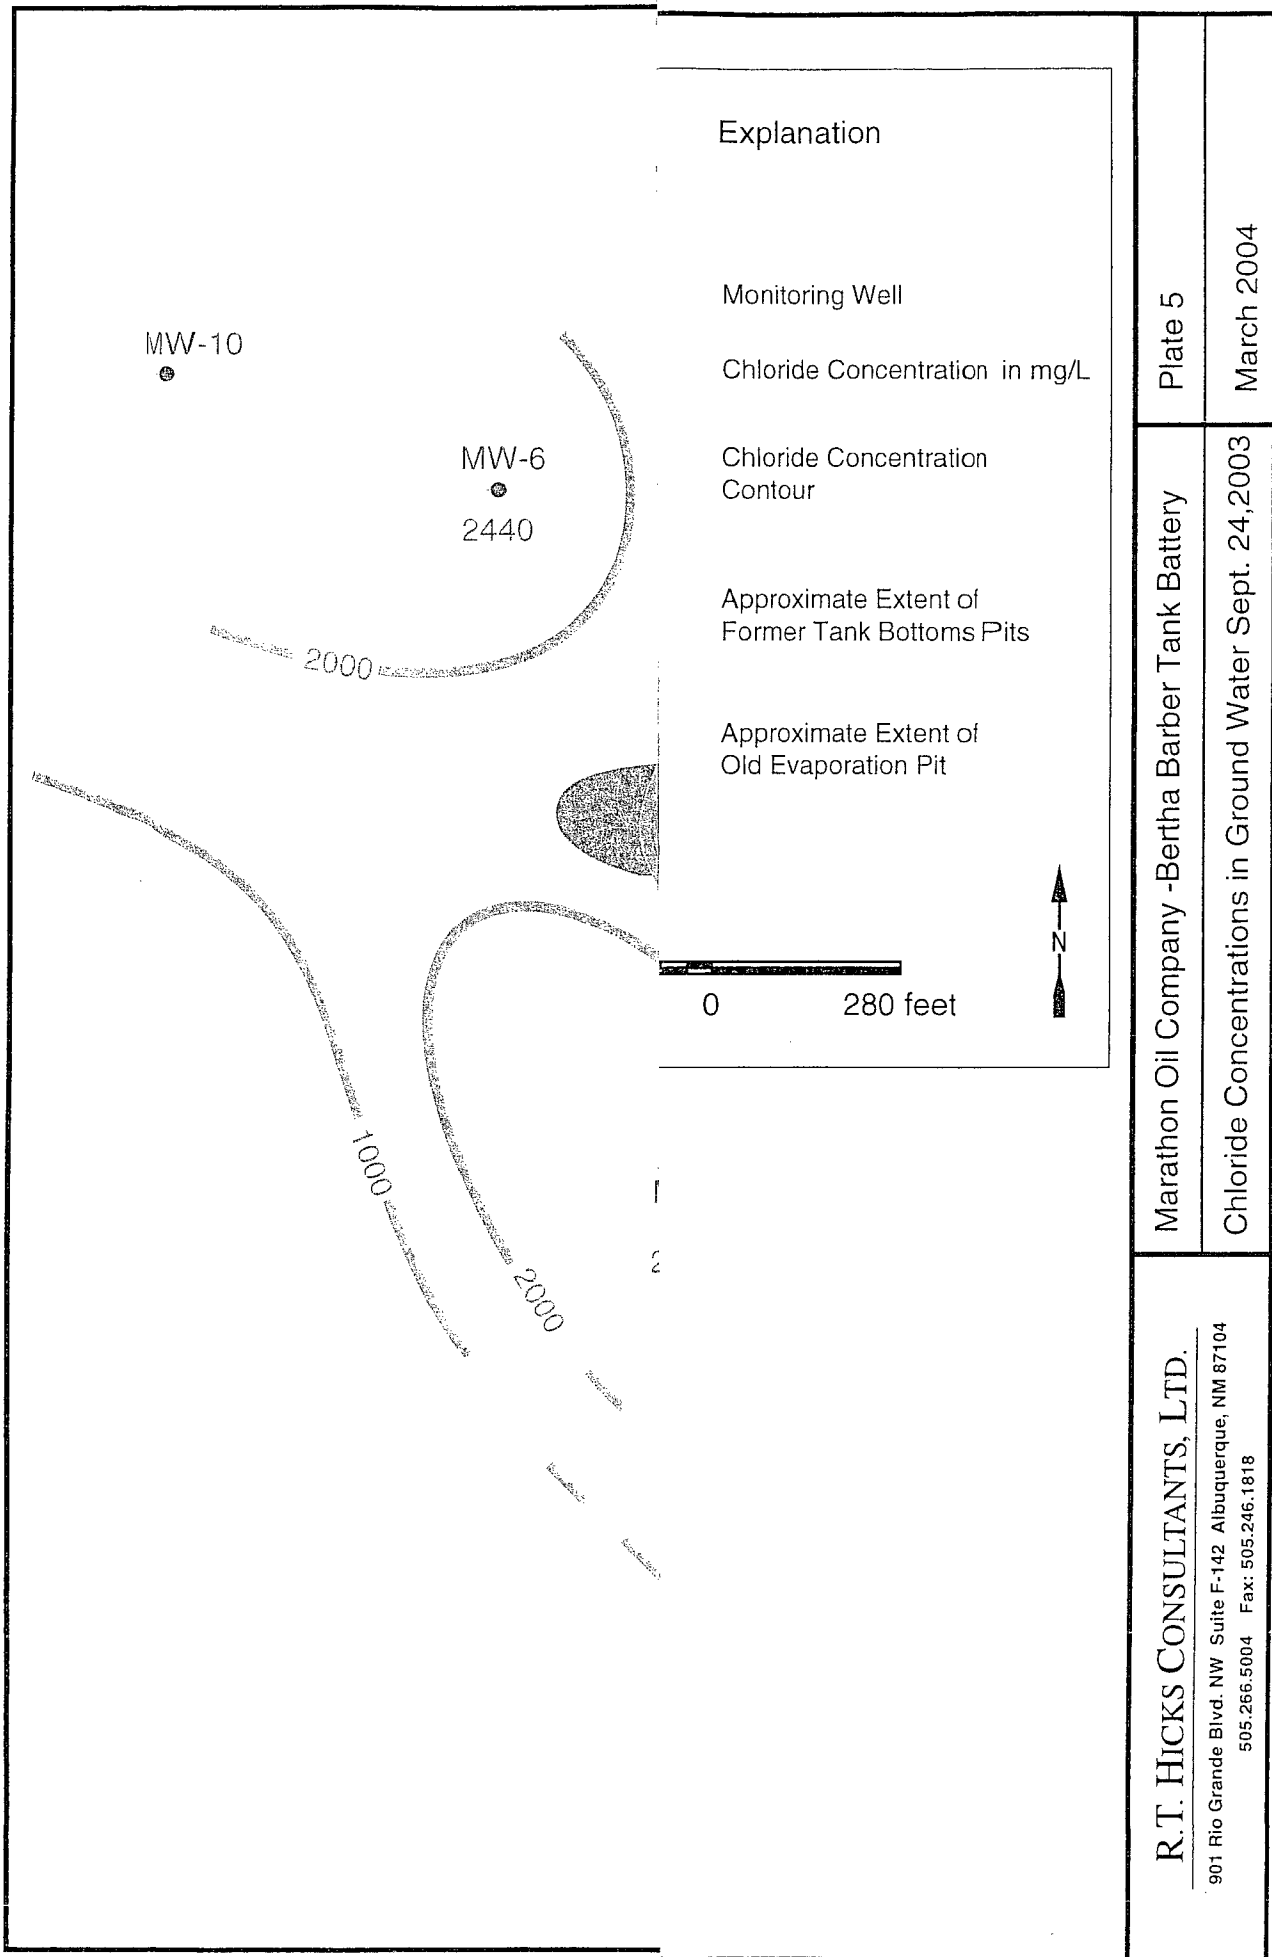 MW-10
MW-6
2440
2000
1000
2000
Explanation
Monitoring Well
Chloride Concentration in mg/L
Chloride Concentration
Contour
Approximate Extent of
Former Tank Bottoms Pits
Approximate Extent of
Old Evaporation Pit
N
0 280 feet
R.T. HICKS CONSULTANTS, LTD.
901 Rio Grande Blvd. NW Suite F-142 Albuquerque, NM 87104
505.266.5004 Fax: 505.246.1818
Marathon Oil Company -Bertha Barber Tank Battery
Chloride Concentrations in Ground Water Sept. 24,2003
Plate 5
March 2004